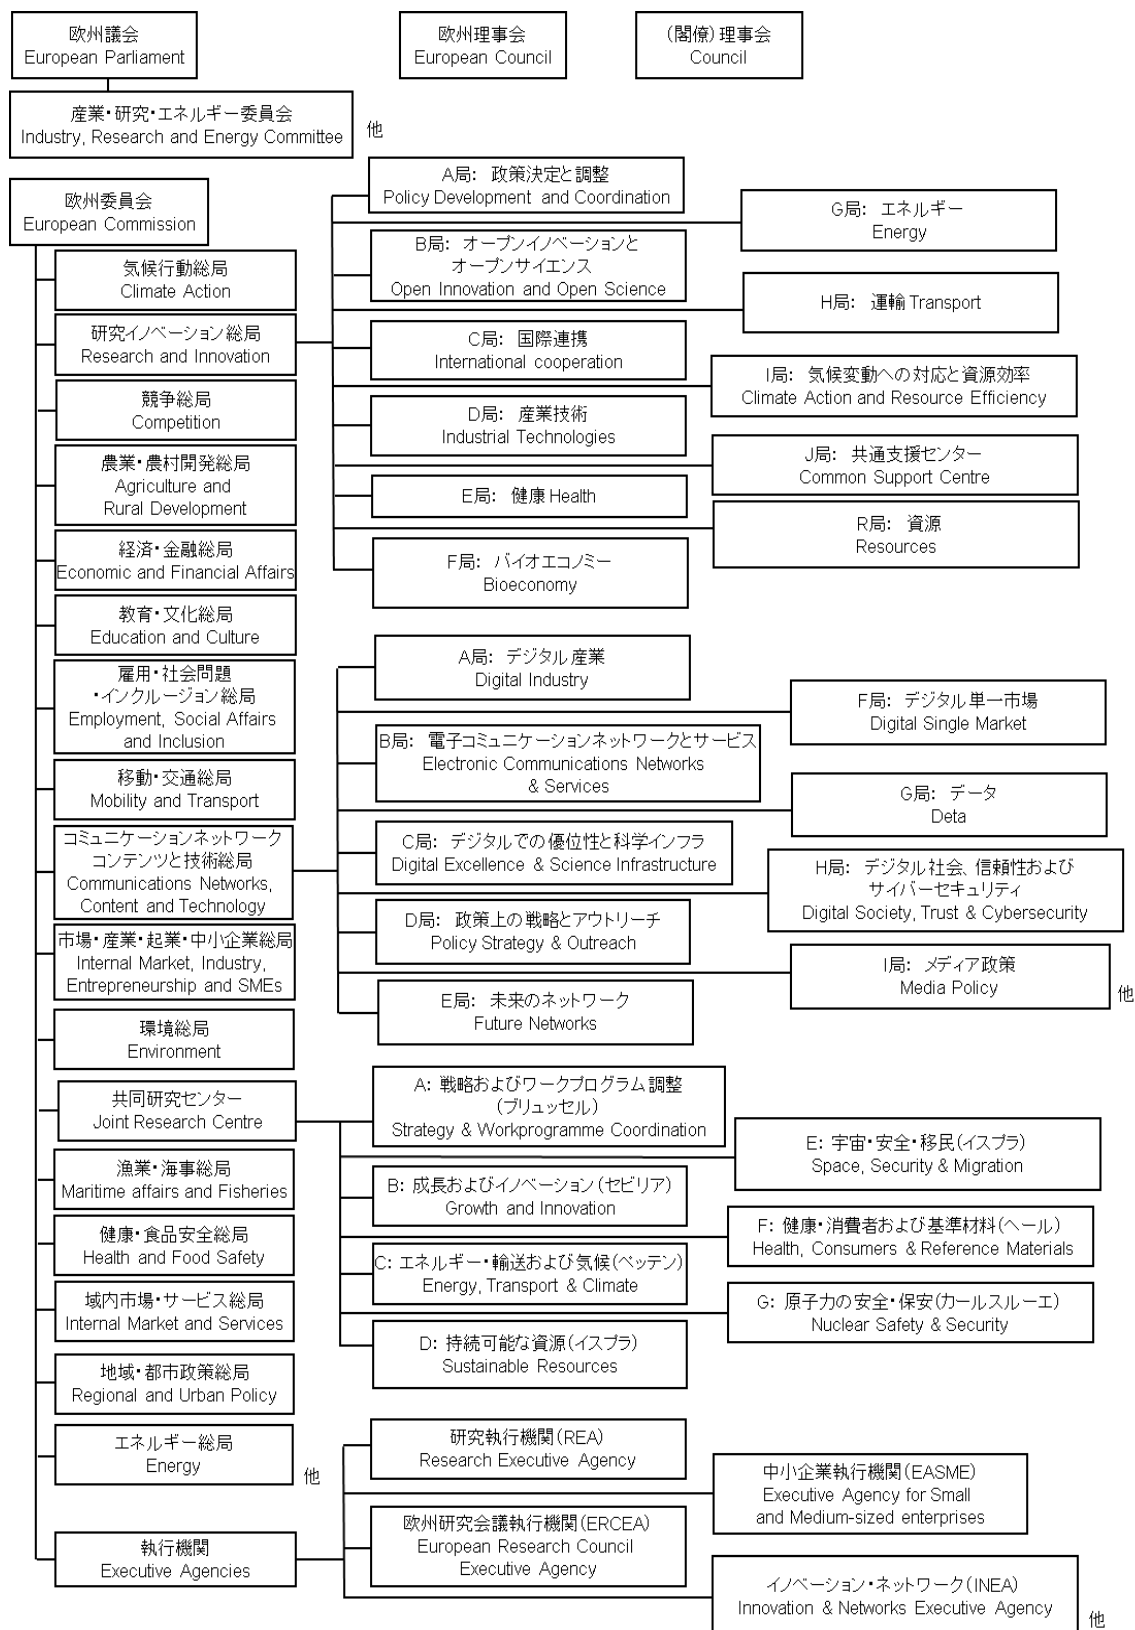 欧州議会
European Parliament
欧州理事会
European Council
(閣僚)理事会
Council
産業・研究・エネルギー委員会
Industry, Research and Energy Committee
他
欧州委員会
European Commission
気候行動総局
Climate Action
研究イノベーション総局
Research and Innovation
競争総局
Competition
農業・農村開発総局
Agriculture and
Rural Development
経済・金融総局
Economic and Financial Affairs
教育・文化総局
Education and Culture
雇用・社会問題
・インクルージョン総局
Employment, Social Affairs
and Inclusion
移動・交通総局
Mobility and Transport
コミュニケーションネットワーク
コンテンツと技術総局
Communications Networks,
Content and Technology
市場・産業・起業・中小企業総局
Internal Market, Industry,
Entrepreneurship and SMEs
環境総局
Environment
共同研究センター
Joint Research Centre
漁業・海事総局
Maritime affairs and Fisheries
健康・食品安全総局
Health and Food Safety
域内市場・サービス総局
Internal Market and Services
地域・都市政策総局
Regional and Urban Policy
エネルギー総局
Energy
他
執行機関
Executive Agencies
A局: 政策決定と調整
Policy Development and Coordination
G局: エネルギー
Energy
B局: オープンイノベーションと
オープンサイエンス
Open Innovation and Open Science
H局: 運輸 Transport
C局: 国際連携
International cooperation
I局: 気候変動への対応と資源効率
Climate Action and Resource Efficiency
D局: 産業技術
Industrial Technologies
J局: 共通支援センター
Common Support Centre
E局: 健康 Health
R局: 資源
Resources
F局: バイオエコノミー
Bioeconomy
A局: デジタル産業
Digital Industry
F局: デジタル単一市場
Digital Single Market
B局: 電子コミュニケーションネットワークとサービス
Electronic Communications Networks
& Services
G局: データ
Deta
C局: デジタルでの優位性と科学インフラ
Digital Excellence & Science Infrastructure
H局: デジタル社会、信頼性および
サイバーセキュリティ
Digital Society, Trust & Cybersecurity
D局: 政策上の戦略とアウトリーチ
Policy Strategy & Outreach
I局: メディア政策
Media Policy
他
E局: 未来のネットワーク
Future Networks
A: 戦略およびワークプログラム調整
(ブリュッセル)
Strategy & Workprogramme Coordination
E: 宇宙・安全・移民(イスプラ)
Space, Security & Migration
B: 成長およびイノベーション(セビリア)
Growth and Innovation
F: 健康・消費者および基準材料(ヘール)
Health, Consumers & Reference Materials
C: エネルギー・輸送および気候(ペッテン)
Energy, Transport & Climate
G: 原子力の安全・保安(カールスルーエ)
Nuclear Safety & Security
D: 持続可能な資源(イスプラ)
Sustainable Resources
研究執行機関(REA)
Research Executive Agency
中小企業執行機関(EASME)
Executive Agency for Small
and Medium-sized enterprises
欧州研究会議執行機関(ERCEA)
European Research Council
Executive Agency
イノベーション・ネットワーク(INEA)
Innovation & Networks Executive Agency
他